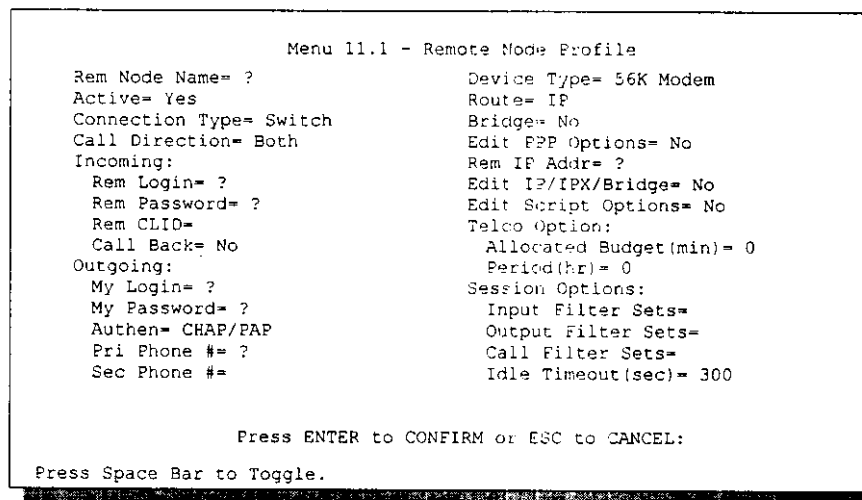 Menu 11.1 - Remote Node Profile
Rem Node Name= ?
Active= Yes
Connection Type= Switch
Call Direction= Both
Incoming:
Rem Login= ?
Rem Password= ?
Rem CLID=
Call Back= No
Outgoing:
My Login= ?
My Password= ?
Authen= CHAP/PAP
Pri Phone #= ?
Sec Phone #=
Device Type= 56K Modem
Route= IP
Bridge= No
Edit PPP Options= No
Rem IP Addr= ?
Edit IP/IPX/Bridge= No
Edit Script Options= No
Telco Option:
Allocated Budget(min)= 0
Period(hr)= 0
Session Options:
Input Filter Sets=
Output Filter Sets=
Call Filter Sets=
Idle Timeout(sec)= 300
Press ENTER to CONFIRM or ESC to CANCEL:
Press Space Bar to Toggle.